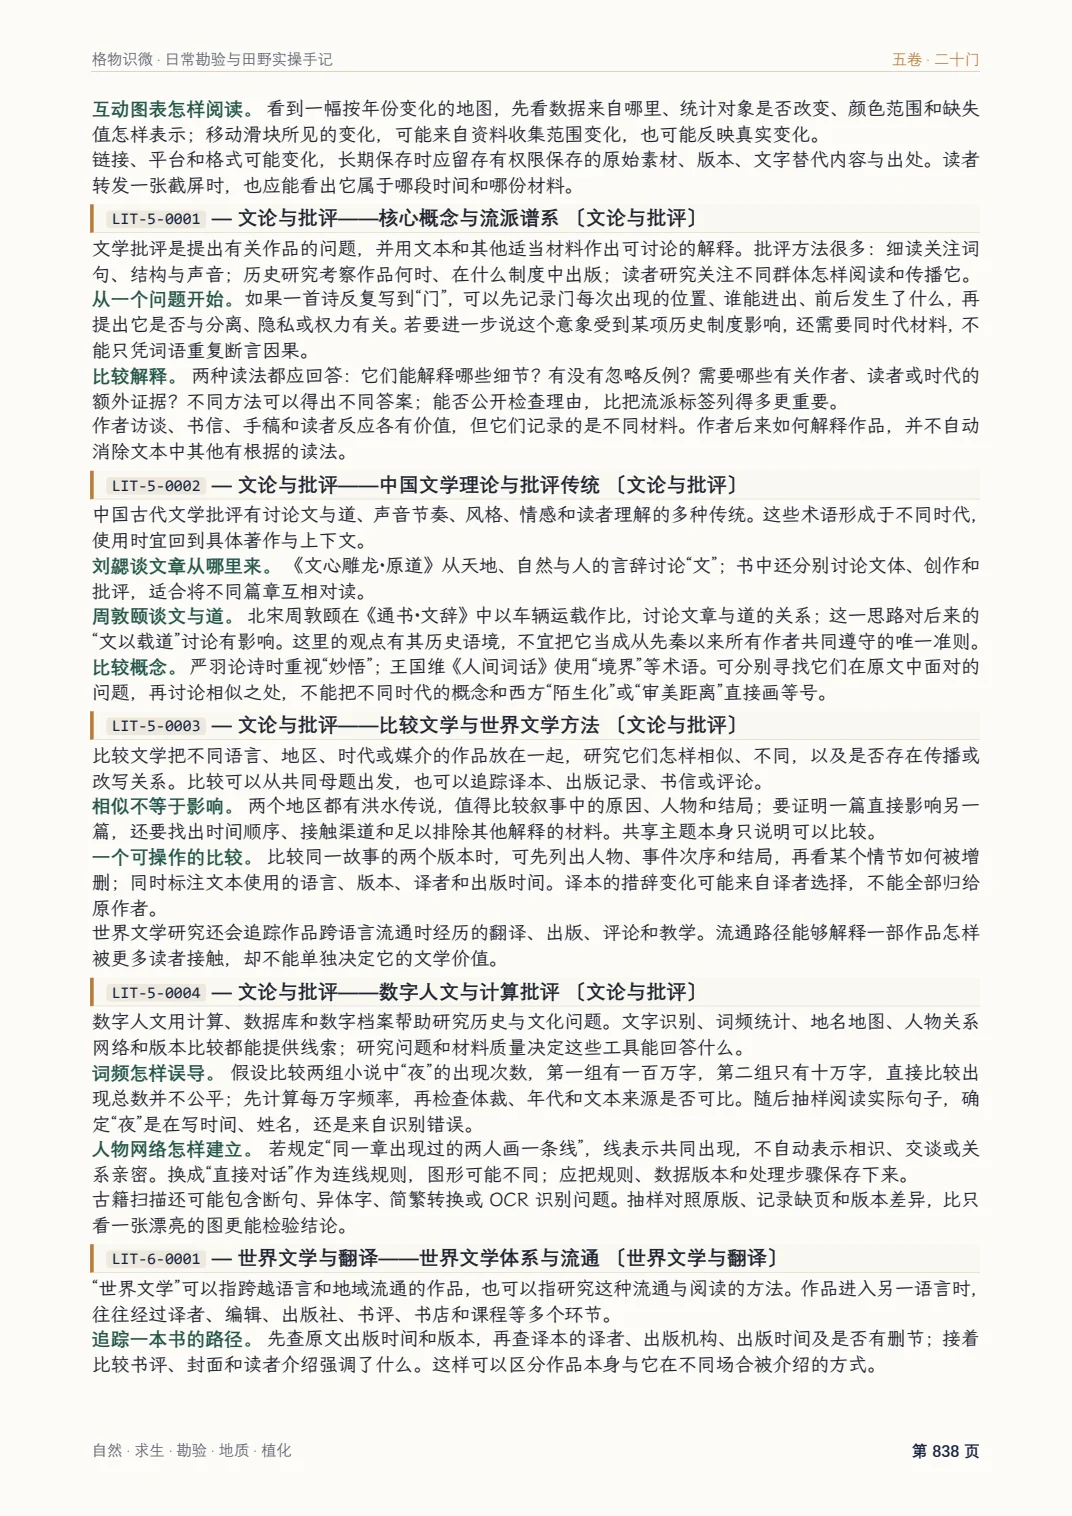 格物识微 · 日常勘验与田野实操手记
五卷 · 二十门
互动图表怎样阅读。 看到一幅按年份变化的地图，先看数据来自哪里、统计对象是否改变、颜色范围和缺失
值怎样表示；移动滑块所见的变化，可能来自资料收集范围变化，也可能反映真实变化。
链接、平台和格式可能变化，长期保存时应留存有权限保存的原始素材、版本、文字替代内容与出处。读者
转发一张截屏时，也应能看出它属于哪段时间和哪份材料。
LIT-5-0001 — 文论与批评——核心概念与流派谱系 〔文论与批评〕
文学批评是提出有关作品的问题，并用文本和其他适当材料作出可讨论的解释。批评方法很多：细读关注词
句、结构与声音；历史研究考察作品何时、在什么制度中出版；读者研究关注不同群体怎样阅读和传播它。
从一个问题开始。如果一首诗反复写到“门”，可以先记录门每次出现的位置、谁能进出、前后发生了什么，再
提出它是否与分离、隐私或权力有关。若要进一步说这个意象受到某项历史制度影响，还需要同时代材料，不
能只凭词语重复断言因果。
比较解释。 两种读法都应回答：它们能解释哪些细节？有没有忽略反例？需要哪些有关作者、读者或时代的
额外证据？不同方法可以得出不同答案；能否公开检查理由，比把流派标签列得多更重要。
作者访谈、书信、手稿和读者反应各有价值，但它们记录的是不同材料。作者后来如何解释作品，并不自动
消除文本中其他有根据的读法。
LIT-5-0002 — 文论与批评——中国文学理论与批评传统 〔文论与批评〕
中国古代文学批评有讨论文与道、声音节奏、风格、情感和读者理解的多种传统。这些术语形成于不同时代，
使用时宜回到具体著作与上下文。
刘勰谈文章从哪里来。 《文心雕龙·原道》从天地、自然与人的言辞讨论“文”；书中还分别讨论文体、创作和
批评，适合将不同篇章互相对读。
周敦颐谈文与道。 北宋周敦颐在《通书·文辞》中以车辆运载作比，讨论文章与道的关系；这一思路对后来的
“文以载道”讨论有影响。这里的观点有其历史语境，不宜把它当成从先秦以来所有作者共同遵守的唯一准则。
比较概念。严羽论诗时重视“妙悟”；王国维《人间词话》使用“境界”等术语。可分别寻找它们在原文中面对的
问题，再讨论相似之处，不能把不同时代的概念和西方“陌生化”或“审美距离”直接画等号。
LIT-5-0003 — 文论与批评——比较文学与世界文学方法 〔文论与批评〕
比较文学把不同语言、地区、时代或媒介的作品放在一起，研究它们怎样相似、不同，以及是否存在传播或
改写关系。比较可以从共同母题出发，也可以追踪译本、出版记录、书信或评论。
相似不等于影响。 两个地区都有洪水传说，值得比较叙事中的原因、人物和结局；要证明一篇直接影响另一
篇，还要找出时间顺序、接触渠道和足以排除其他解释的材料。共享主题本身只说明可以比较。
一个可操作的比较。 比较同一故事的两个版本时，可先列出人物、事件次序和结局，再看某个情节如何被增
删；同时标注文本使用的语言、版本、译者和出版时间。译本的措辞变化可能来自译者选择，不能全部归给
原作者。
世界文学研究还会追踪作品跨语言流通时经历的翻译、出版、评论和教学。流通路径能够解释一部作品怎样
被更多读者接触，却不能单独决定它的文学价值。
LIT-5-0004 — 文论与批评——数字人文与计算批评 〔文论与批评〕
数字人文用计算、数据库和数字档案帮助研究历史与文化问题。文字识别、词频统计、地名地图、人物关系
网络和版本比较都能提供线索；研究问题和材料质量决定这些工具能回答什么。
词频怎样误导。 假设比较两组小说中“夜”的出现次数，第一组有一百万字，第二组只有十万字，直接比较出
现总数并不公平；先计算每万字频率，再检查体裁、年代和文本来源是否可比。随后抽样阅读实际句子，确
定“夜”是在写时间、姓名，还是来自识别错误。
人物网络怎样建立。 若规定“同一章出现过的两人画一条线”，线表示共同出现，不自动表示相识、交谈或关
系亲密。换成“直接对话”作为连线规则，图形可能不同；应把规则、数据版本和处理步骤保存下来。
古籍扫描还可能包含断句、异体字、简繁转换或 OCR 识别问题。抽样对照原版、记录缺页和版本差异，比只
看一张漂亮的图更能检验结论。
LIT-6-0001 — 世界文学与翻译——世界文学体系与流通 〔世界文学与翻译〕
“世界文学”可以指跨越语言和地域流通的作品，也可以指研究这种流通与阅读的方法。作品进入另一语言时，
往往经过译者、编辑、出版社、书评、书店和课程等多个环节。
追踪一本书的路径。 先查原文出版时间和版本，再查译本的译者、出版机构、出版时间及是否有删节；接着
比较书评、封面和读者介绍强调了什么。这样可以区分作品本身与它在不同场合被介绍的方式。
自然 · 求生 · 勘验 · 地质 · 植化
第 838 页